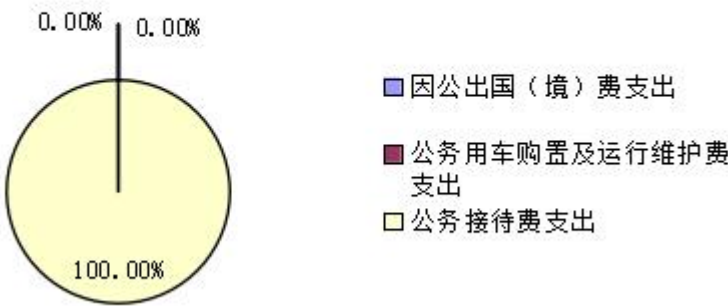 0.00%
0.00%
100.00%
因公出国（境）费支出
公务用车购置及运行维护费
支出
公务接待费支出